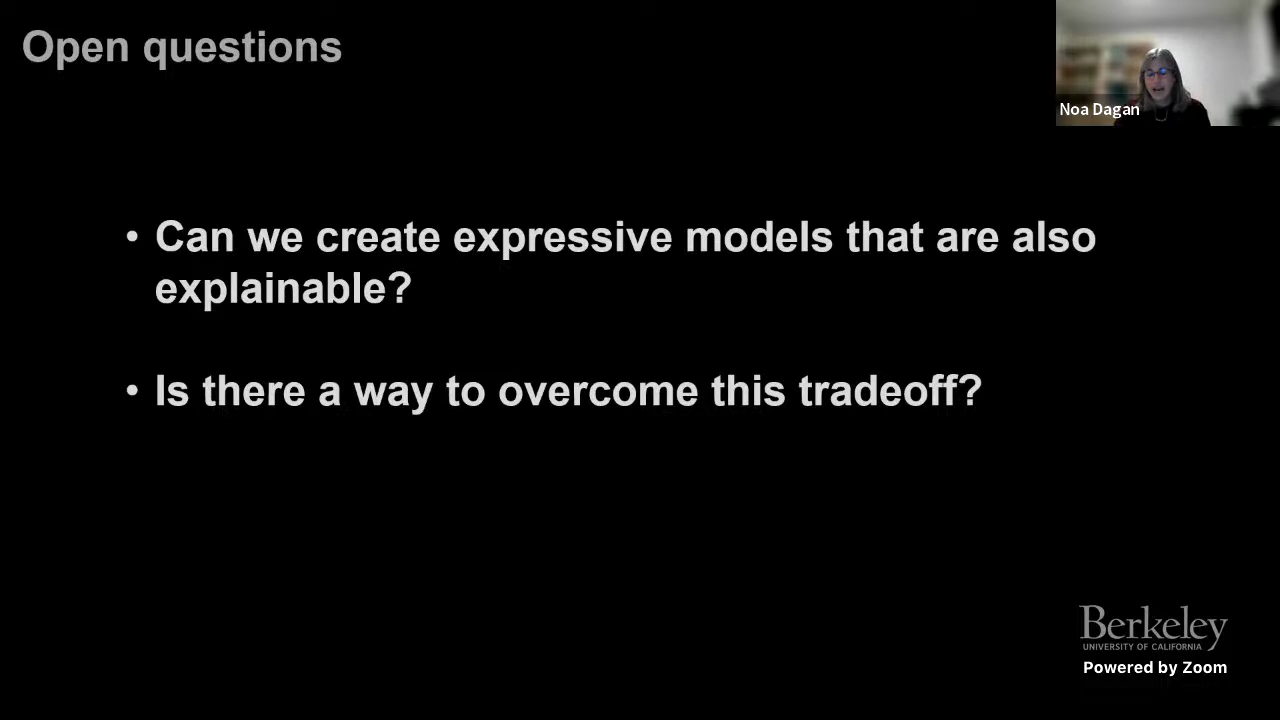 Open questions
Noa Dagan
• Can we create expressive models that are also
explainable?
• Is there a way to overcome this tradeoff?
Berkeley
UNIVERSITY OF CALIFORNIA
Powered by Zoom